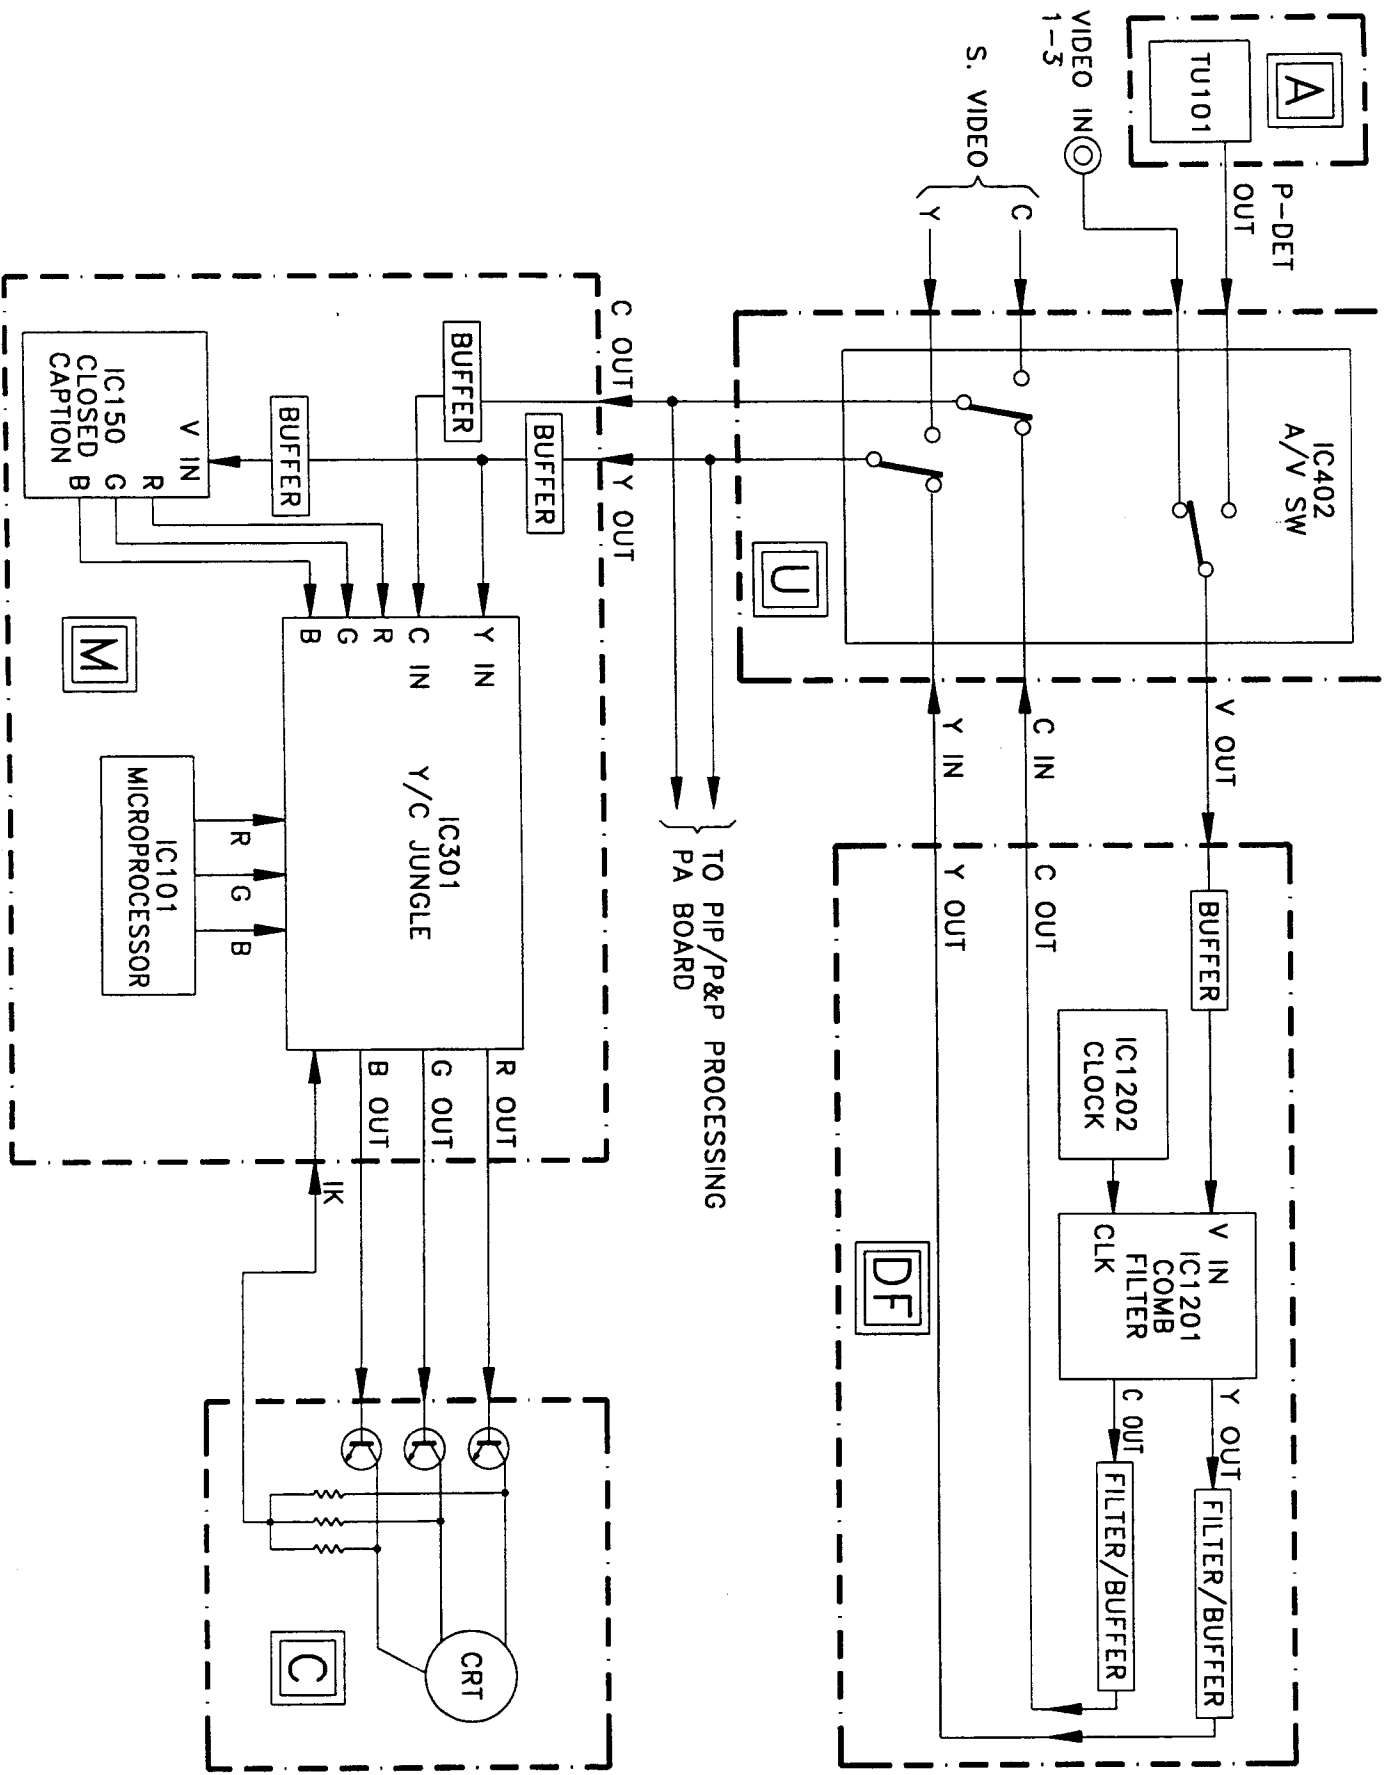 A
TU101
P-DET
OUT
VIDEO IN
1-3
S. VIDEO
C
Y
IC402
A/V SW
U
V OUT
C IN
Y IN
BUFFER
IC1202
CLOCK
V IN
IC1201
COMB
FILTER
CLK
Y OUT
C OUT
FILTER/BUFFER
FILTER/BUFFER
C OUT
Y OUT
DF
C OUT
Y OUT
TO PIP/P&P PROCESSING
PA BOARD
BUFFER
BUFFER
BUFFER
V IN
IC150
CLOSED
CAPTION
R
G
B
Y IN
C IN
R
G
B
IC301
Y/C JUNGLE
M
IC101
MICROPROCESSOR
R
G
B
R OUT
G OUT
B OUT
IK
CRT
C